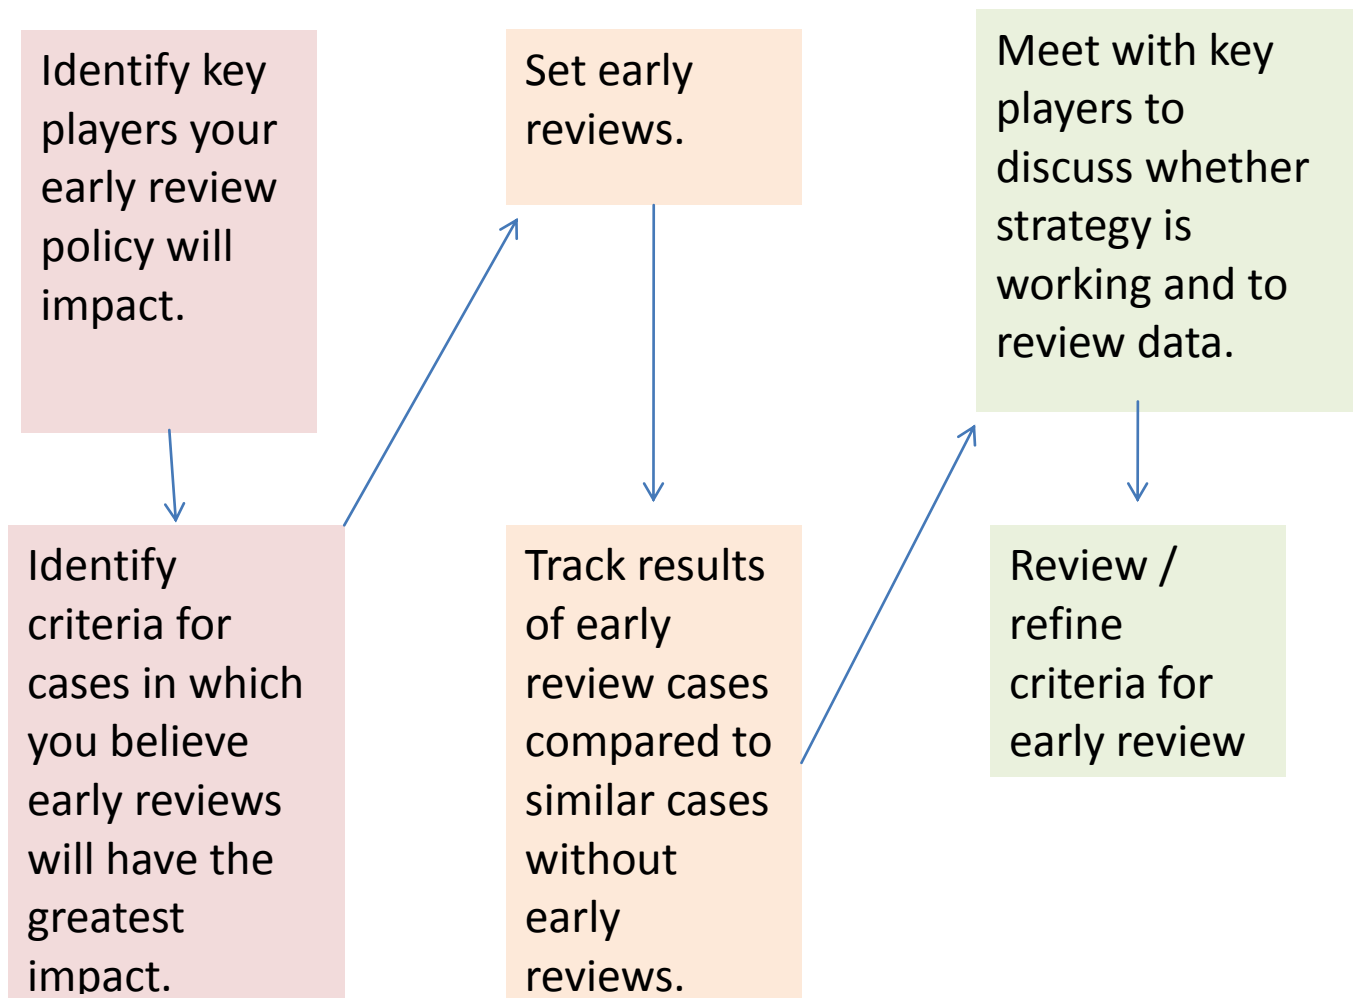 Identify key
players your
early review
policy will
impact.
Identify
criteria for
cases in which
you believe
early reviews
will have the
greatest
impact.
Set early
reviews.
Track results
of early
review cases
compared to
similar cases
without
early
reviews.
Meet with key
players to
discuss whether
strategy is
working and to
review data.
Review /
refine
criteria for
early review